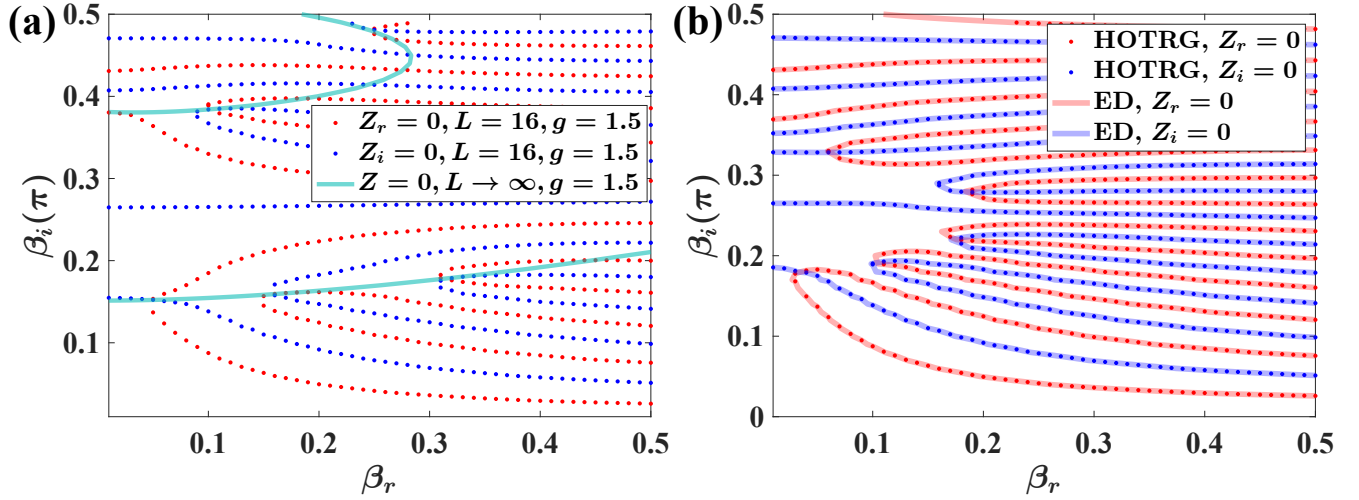 (a)
0.5
0.4
0.3
0.2
0.1
β_i(π)
Z_r = 0, L = 16, g = 1.5
Z_i = 0, L = 16, g = 1.5
Z = 0, L → ∞, g = 1.5
0.1 0.2 0.3 0.4 0.5
β_r
(b)
0.5
0.4
0.3
0.2
0.1
0
β_i(π)
HOTRG, Z_r = 0
HOTRG, Z_i = 0
ED, Z_r = 0
ED, Z_i = 0
0.1 0.2 0.3 0.4 0.5
β_r